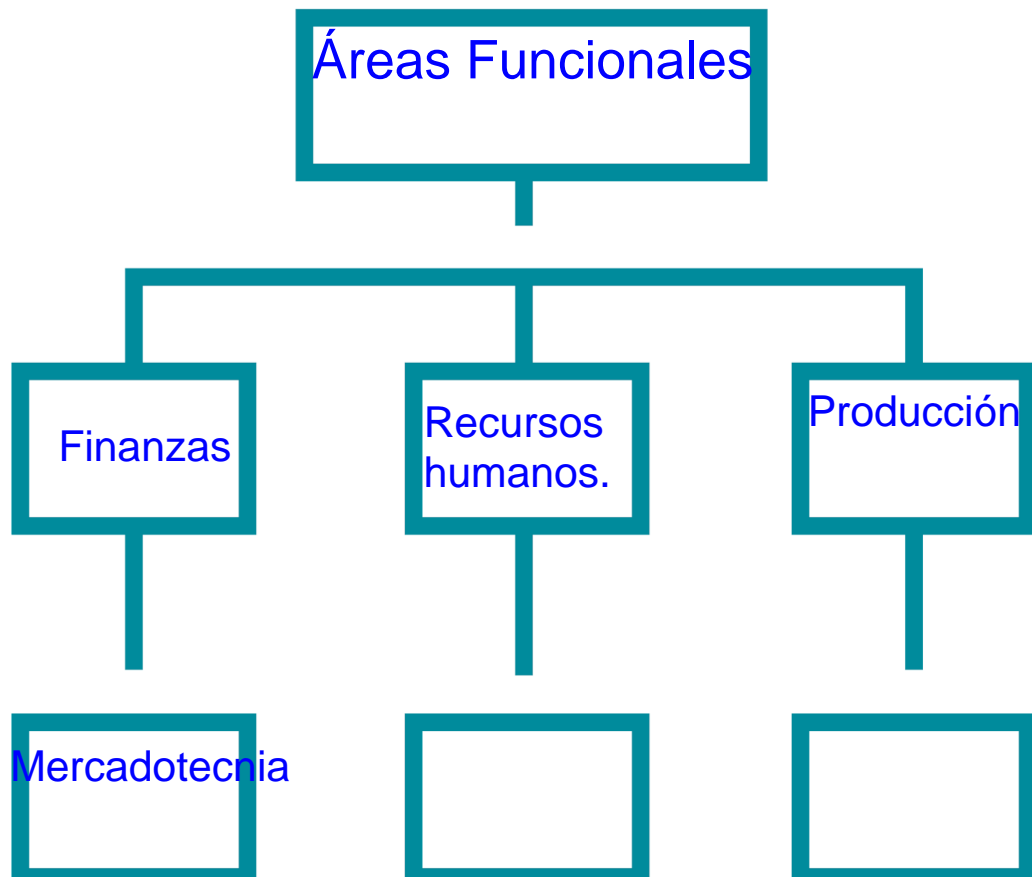 Áreas Funcionales
Finanzas
Recursos
humanos.
Producción
Mercadotecnia